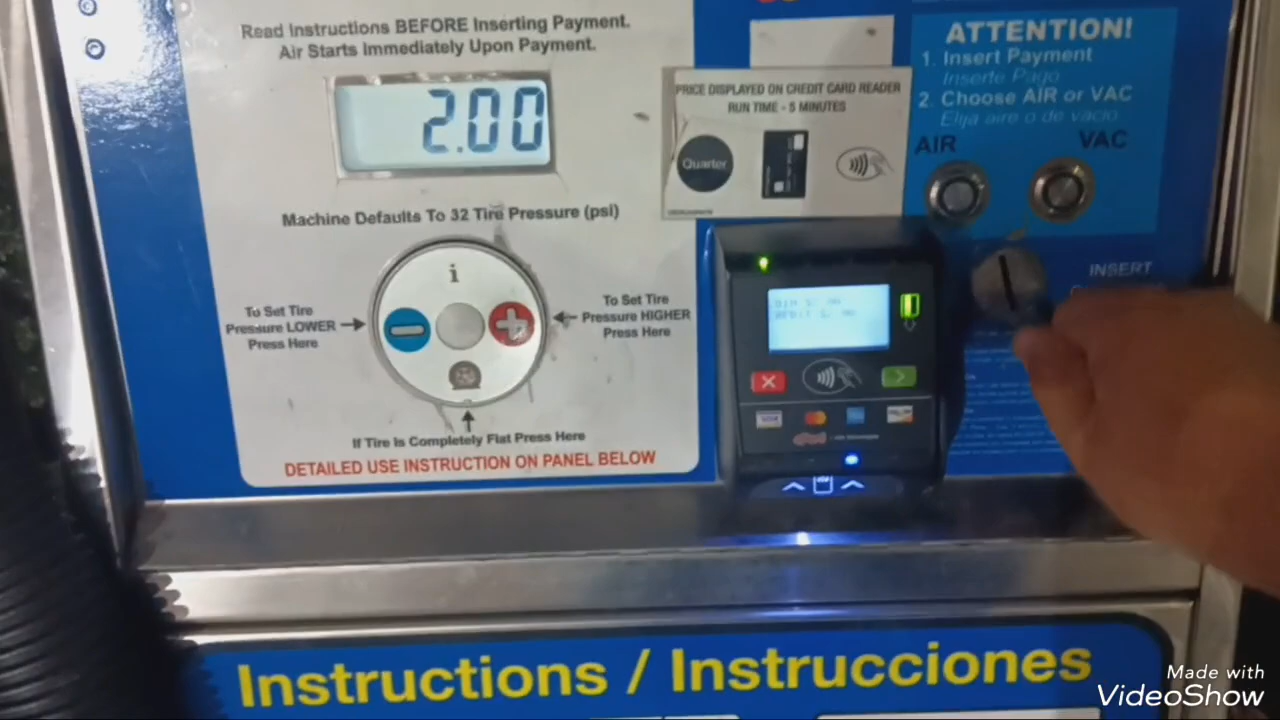 Read Instructions BEFORE Inserting Payment.
Air Starts Immediately Upon Payment.
2.00
Machine Defaults To 32 Tire Pressure (psi)
i
To Set Tire
Pressure LOWER
Press Here
To Set Tire
Pressure HIGHER
Press Here
If Tire Is Completely Flat Press Here
DETAILED USE INSTRUCTION ON PANEL BELOW
PRICE DISPLAYED ON CREDIT CARD READER
RUN TIME - 5 MINUTES
Quarter
ATTENTION!
1. Insert Payment
Inserte Pago
2. Choose AIR or VAC
Elija aire o de vacio
AIR
VAC
INSERT
VISA
Instructions / Instrucciones
Made with
VideoShow